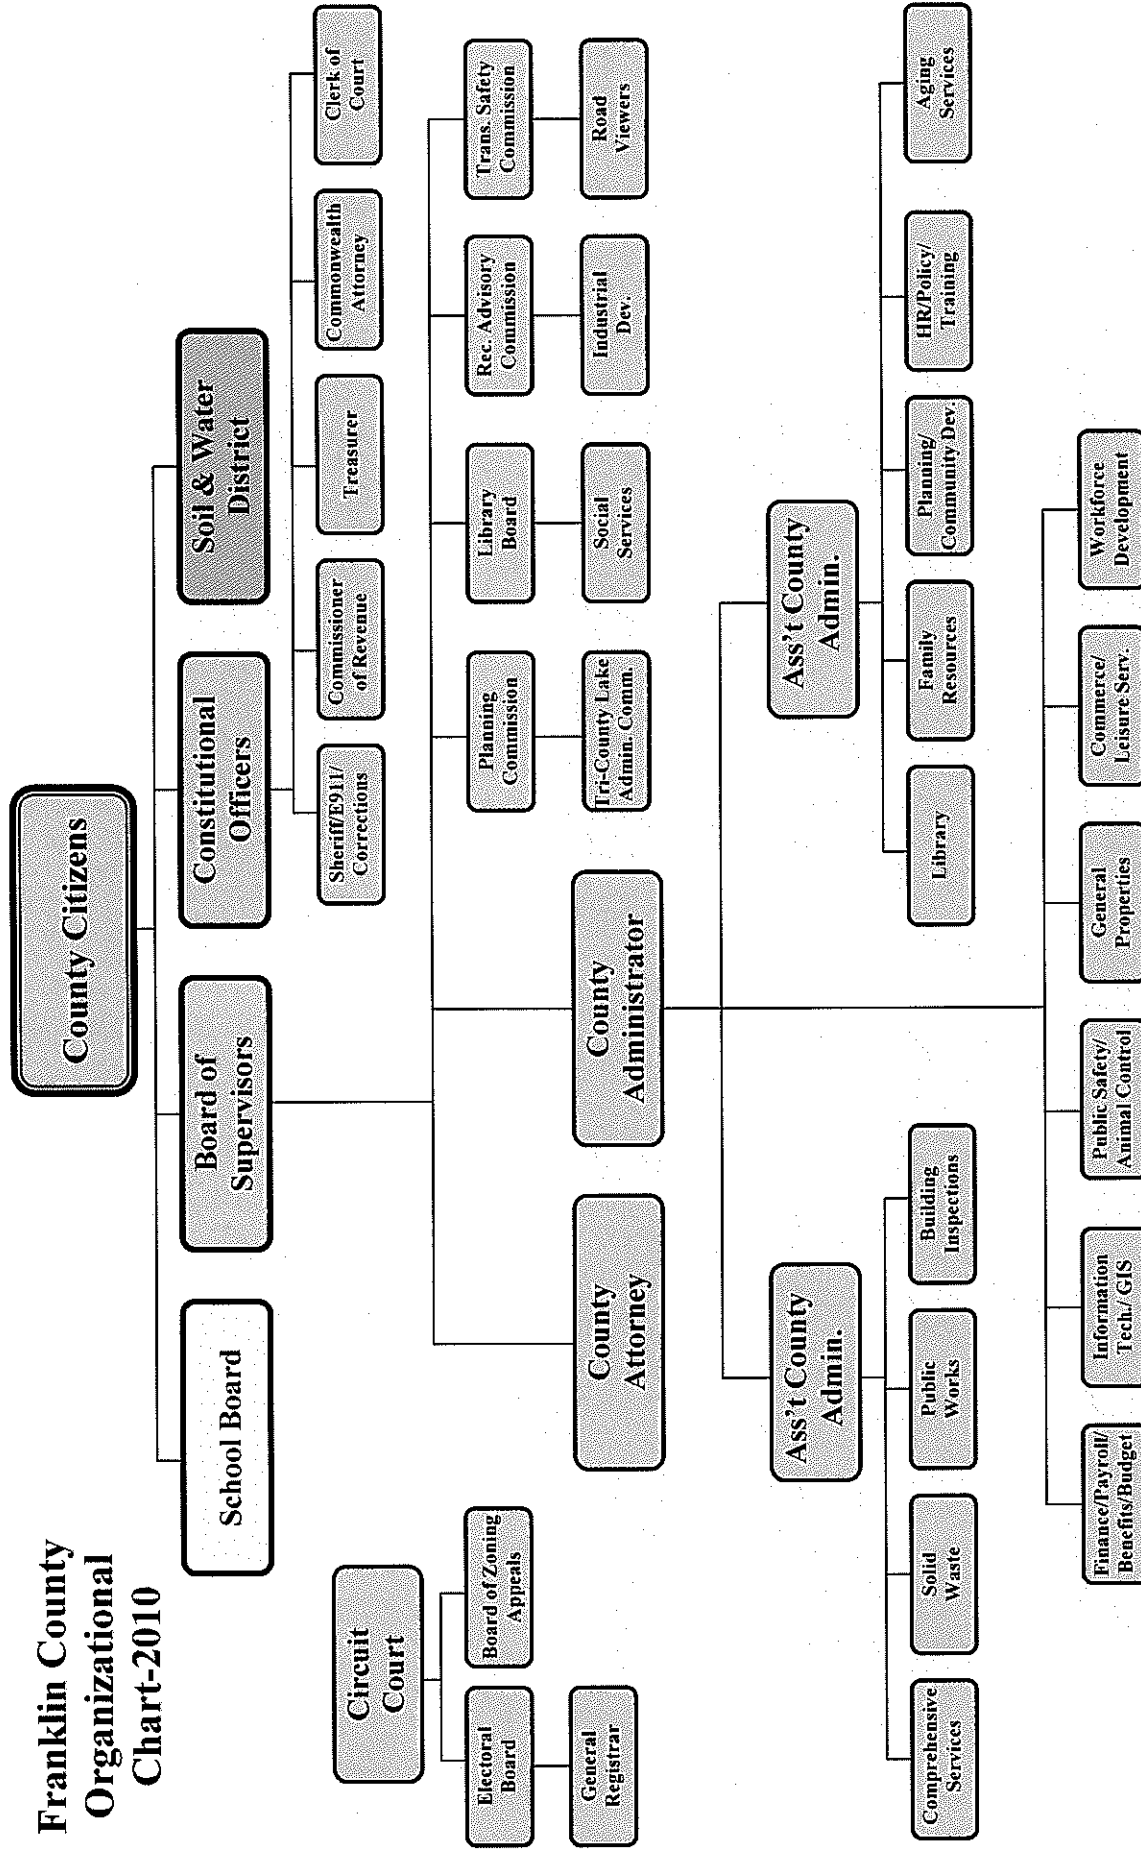 Franklin County
Organizational
Chart-2010
County Citizens
School Board
Board of
Supervisors
Constitutional
Officers
Soil & Water
District
Sheriff/E911/
Corrections
Commissioner
of Revenue
Treasurer
Commonwealth
Attorney
Clerk of
Court
Circuit
Court
Electoral
Board
Board of Zoning
Appeals
General
Registrar
Planning
Commission
Library
Board
Rec. Advisory
Commission
Trans. Safety
Commission
Tri-County Lake
Admin. Comm.
Social
Services
Industrial
Dev.
Road
Viewers
County
Attorney
County
Administrator
Ass't County
Admin.
Ass't County
Admin.
Comprehensive
Services
Solid
Waste
Public
Works
Building
Inspections
Library
Family
Resources
Planning/
Community Dev.
HR/Policy/
Training
Aging
Services
Finance/Payroll/
Benefits/Budget
Information
Tech./ GIS
Public Safety/
Animal Control
General
Properties
Commerce/
Leisure Serv.
Workforce
Development